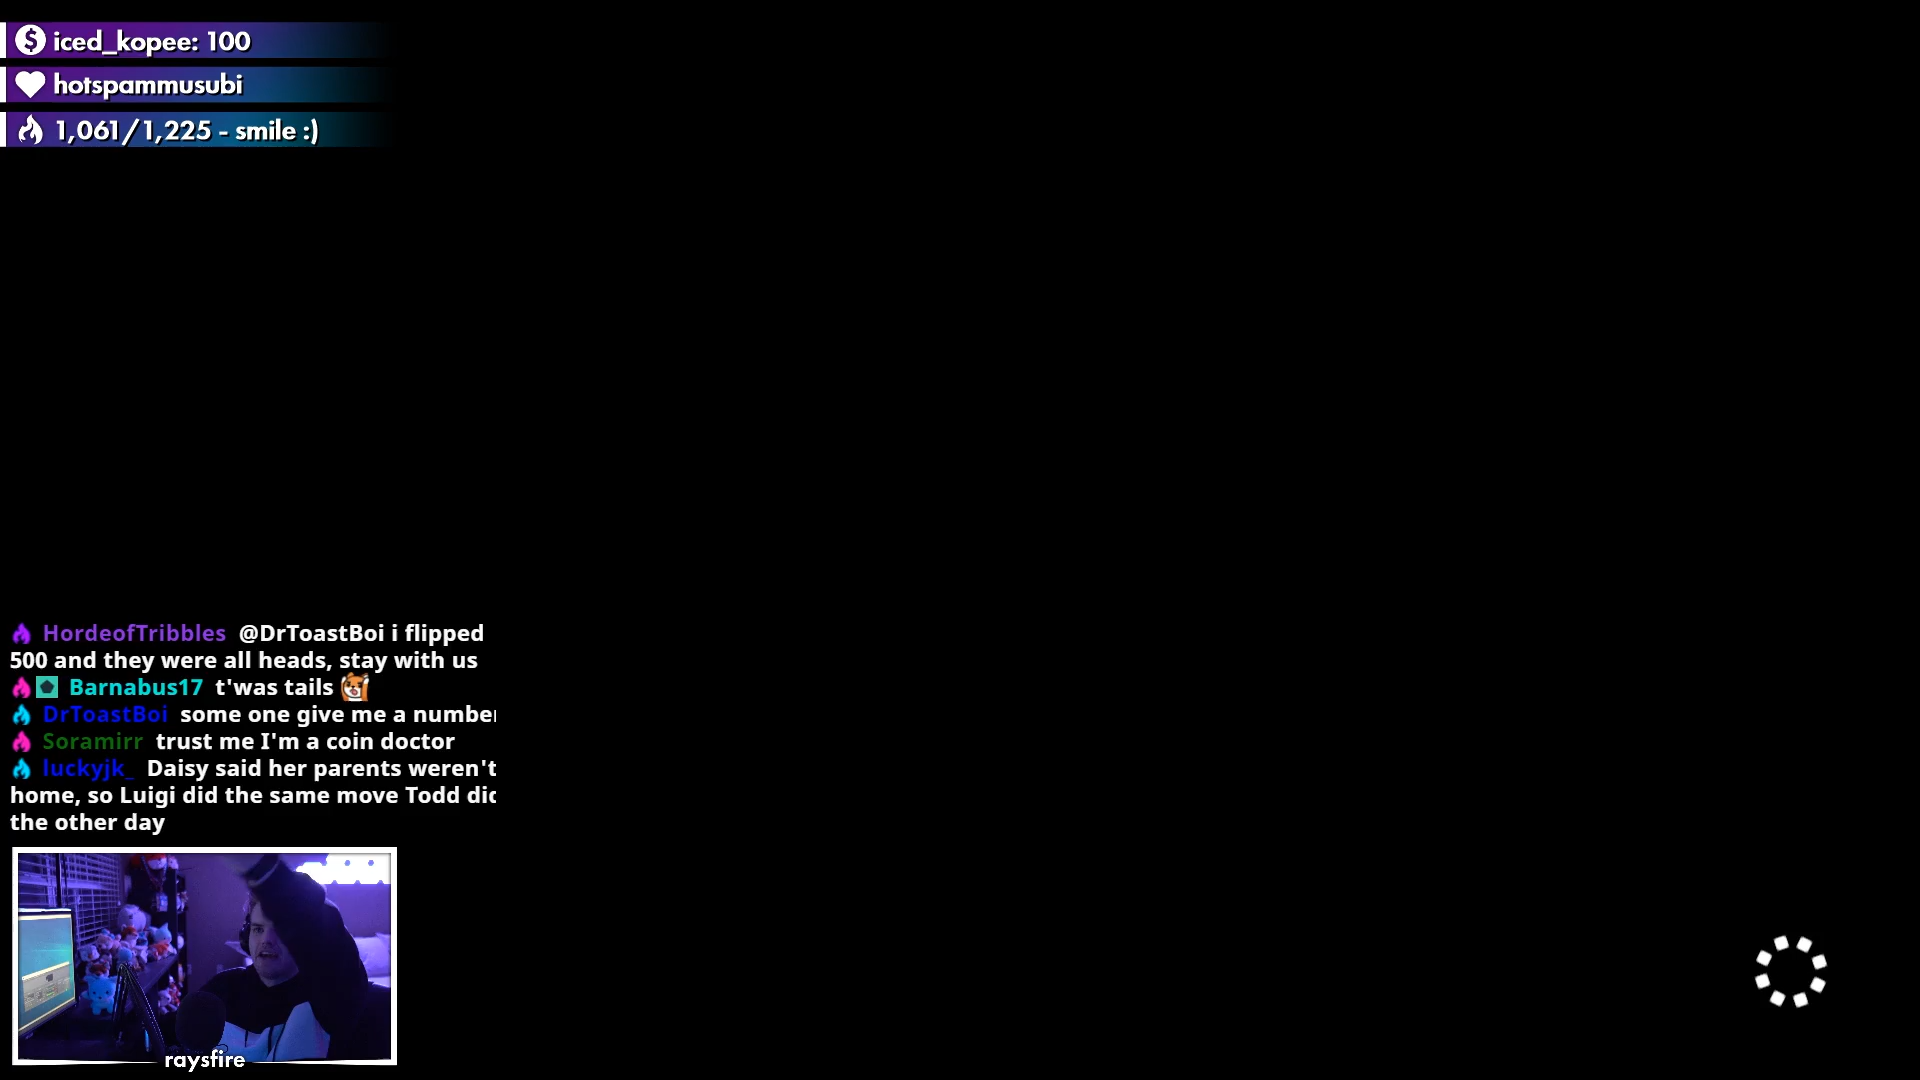 iced_kopee: 100
hotspammusubi
1,061/1,225 - smile :)
HordeofTribbles @DrToastBoi i flipped
500 and they were all heads, stay with us
Barnabus17 t'was tails
DrToastBoi some one give me a number
Soramirr trust me I'm a coin doctor
luckyjk_ Daisy said her parents weren't
home, so Luigi did the same move Todd did
the other day
raysfire